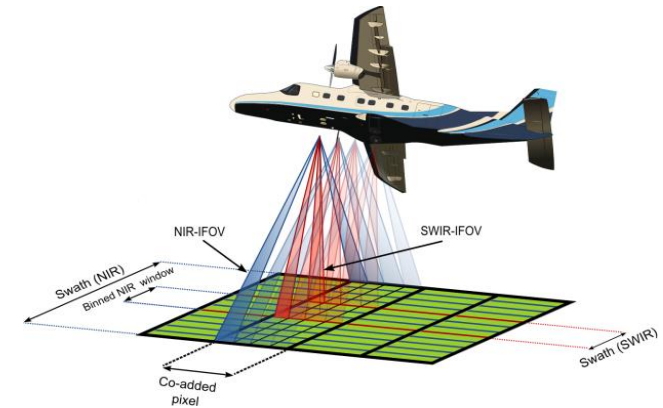 NIR-IFOV
SWIR-IFOV
Swath (NIR)
Binned NIR window
Swath (SWIR)
Co-added
pixel